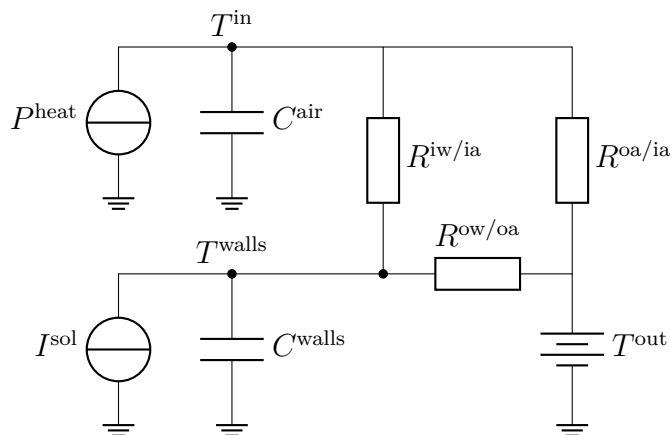 T^in
P^heat
C^air
R^iw/ia
R^oa/ia
R^ow/oa
T^walls
I^sol
C^walls
T^out